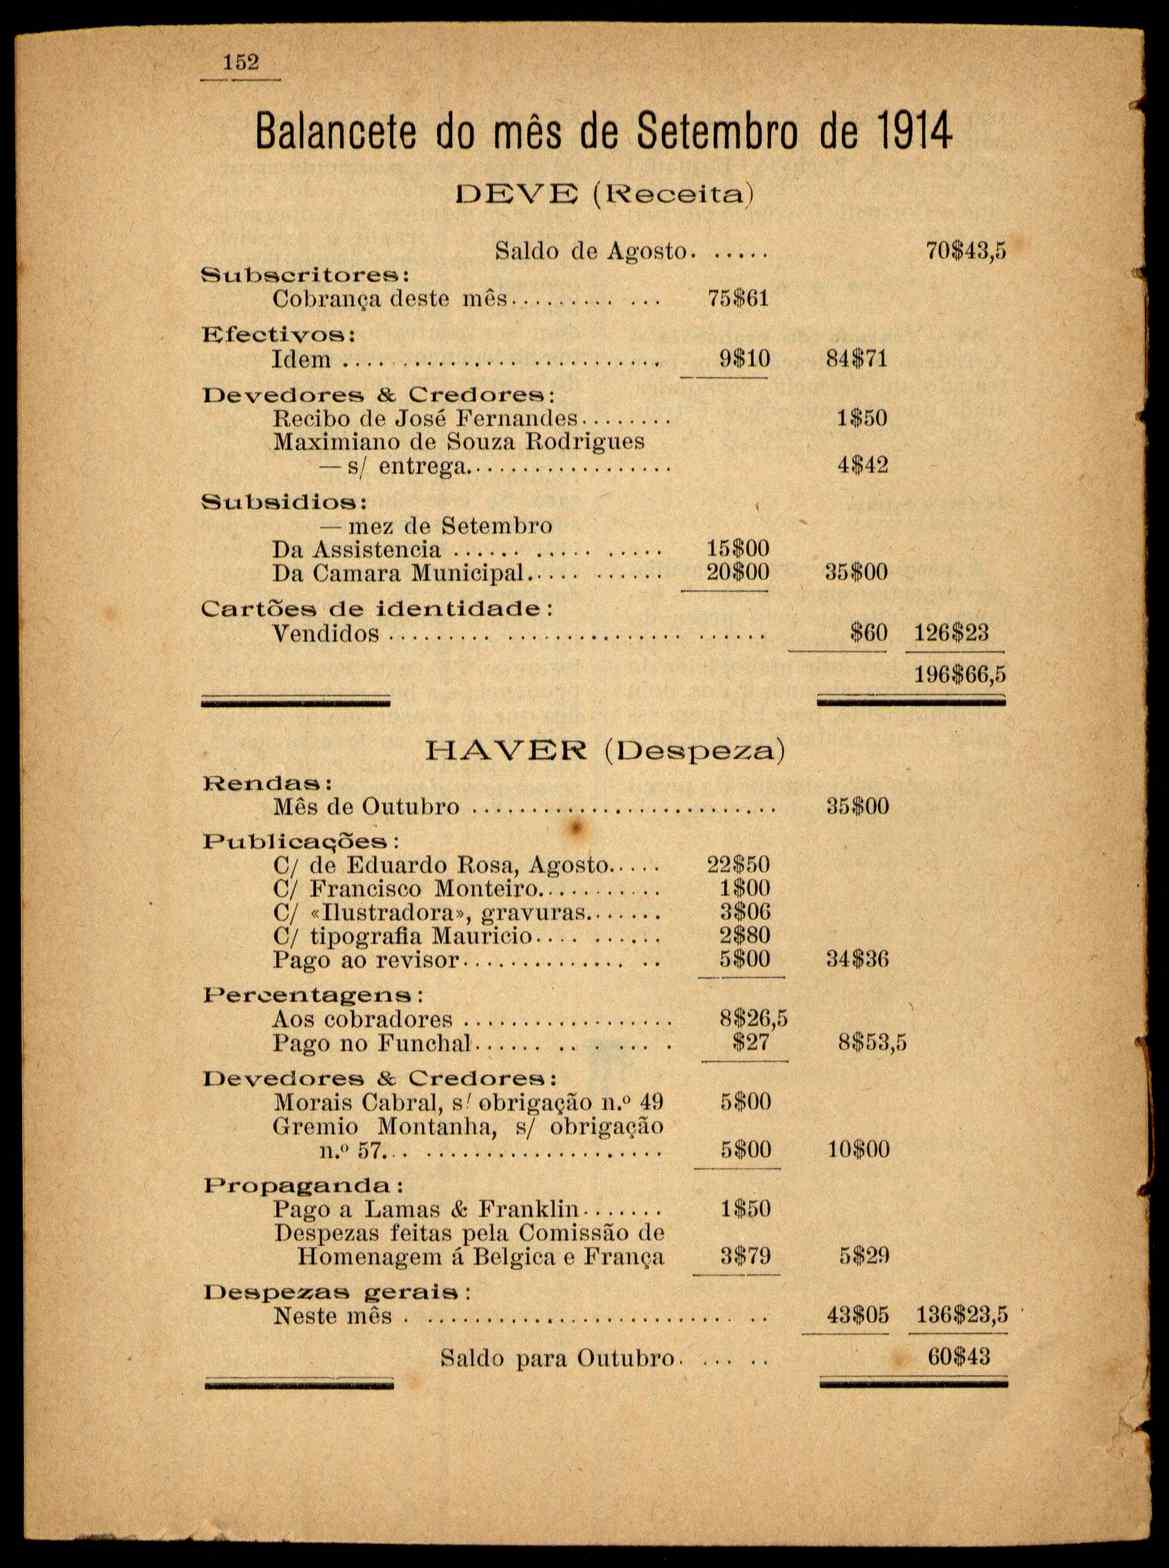 152
Balancete do mês de Setembro de 1914
DEVE (Receita)
Saldo de Agosto. ..... 70$43,5
Subscritores:
Cobrança deste mês.......... ... 75$61
Efectivos:
Idem .... ...................... 9$10 84$71
Devedores & Credores:
Recibo de José Fernandes........ 1$50
Maximiano de Souza Rodrigues
— s/ entrega.................. 4$42
Subsidios:
— mez de Setembro
Da Assistencia ...... ..... ..... 15$00
Da Camara Municipal..... ...... 20$00 35$00
Cartões de identidade:
Vendidos ......... ............... ...... $60 126$23
196$66,5
HAVER (Despeza)
Rendas:
Mês de Outubro .......................... 35$00
Publicações:
C/ de Eduardo Rosa, Agosto..... 22$50
C/ Francisco Monteiro........... 1$00
C/ «Ilustradora», gravuras....... 3$06
C/ tipografia Mauricio.... ...... 2$80
Pago ao revisor.............. .. 5$00 34$36
Percentagens:
Aos cobradores .................. 8$26,5
Pago no Funchal...... .. . .... $27 8$53,5
Devedores & Credores:
Morais Cabral, s/ obrigação n.º 49 5$00
Gremio Montanha, s/ obrigação
n.º 57... .................... 5$00 10$00
Propaganda:
Pago a Lamas & Franklin....... 1$50
Despezas feitas pela Comissão de
Homenagem á Belgica e França 3$79 5$29
Despezas gerais:
Neste mês . .......................... .. 43$05 136$23,5
Saldo para Outubro. ... .. 60$43